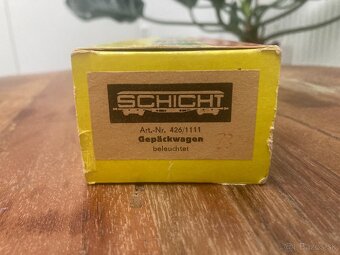 SCHICHT
Art.-Nr. 426/1111
Gepäckwagen
beleuchtet